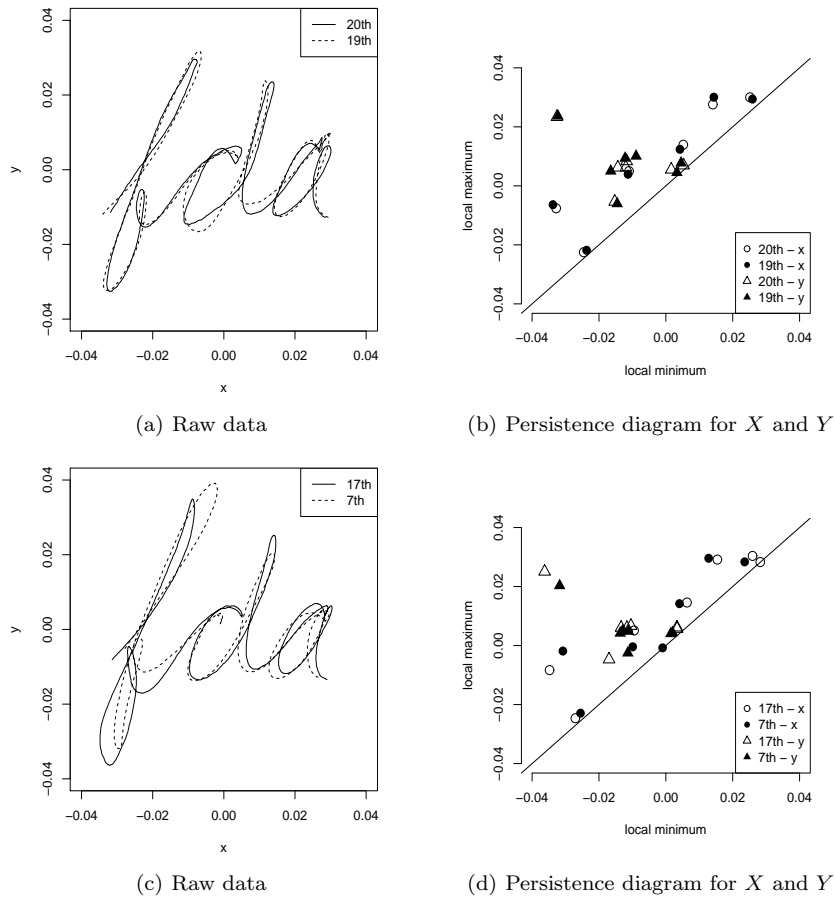 20th
19th
0.04
0.02
0.00
−0.02
−0.04
y
−0.04 −0.02 0.00 0.02 0.04
x
fda
(a) Raw data
0.04
0.02
0.00
−0.02
−0.04
local maximum
20th − x
19th − x
20th − y
19th − y
−0.04 −0.02 0.00 0.02 0.04
local minimum
(b) Persistence diagram for X and Y
17th
7th
0.04
0.02
0.00
−0.02
−0.04
y
−0.04 −0.02 0.00 0.02 0.04
x
fda
(c) Raw data
0.04
0.02
0.00
−0.02
−0.04
local maximum
17th − x
7th − x
17th − y
7th − y
−0.04 −0.02 0.00 0.02 0.04
local minimum
(d) Persistence diagram for X and Y